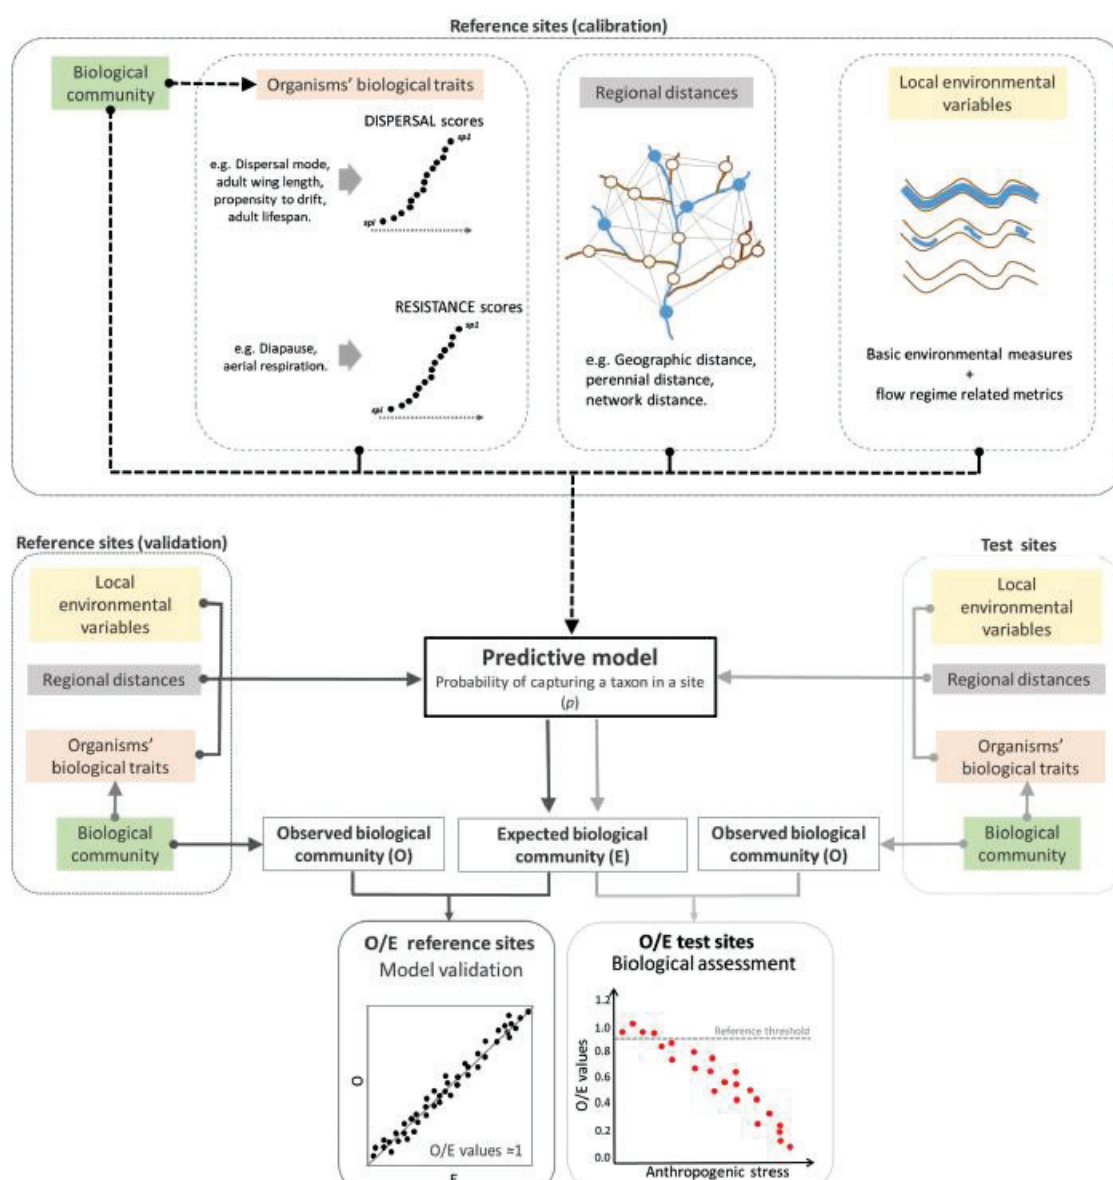 Reference sites (calibration)
Biological
community
Organisms' biological traits
DISPERSAL scores
sp1
e.g. Dispersal mode,
adult wing length,
propensity to drift,
adult lifespan.
spi
RESISTANCE scores
sp1
e.g. Diapause,
aerial respiration.
spi
Regional distances
e.g. Geographic distance,
perennial distance,
network distance.
Local environmental
variables
Basic environmental measures
+
flow regime related metrics
Reference sites (validation)
Local
environmental
variables
Regional distances
Organisms'
biological traits
Biological
community
Predictive model
Probability of capturing a taxon in a site
(p)
Test sites
Local
environmental
variables
Regional distances
Organisms'
biological traits
Biological
community
Observed biological
community (O)
Expected biological
community (E)
Observed biological
community (O)
O/E reference sites
Model validation
O
O/E values ≈1
E
O/E test sites
Biological assessment
O/E values
1.2
1.0
0.8
0.6
0.4
0.2
0.0
Reference threshold
Anthropogenic stress